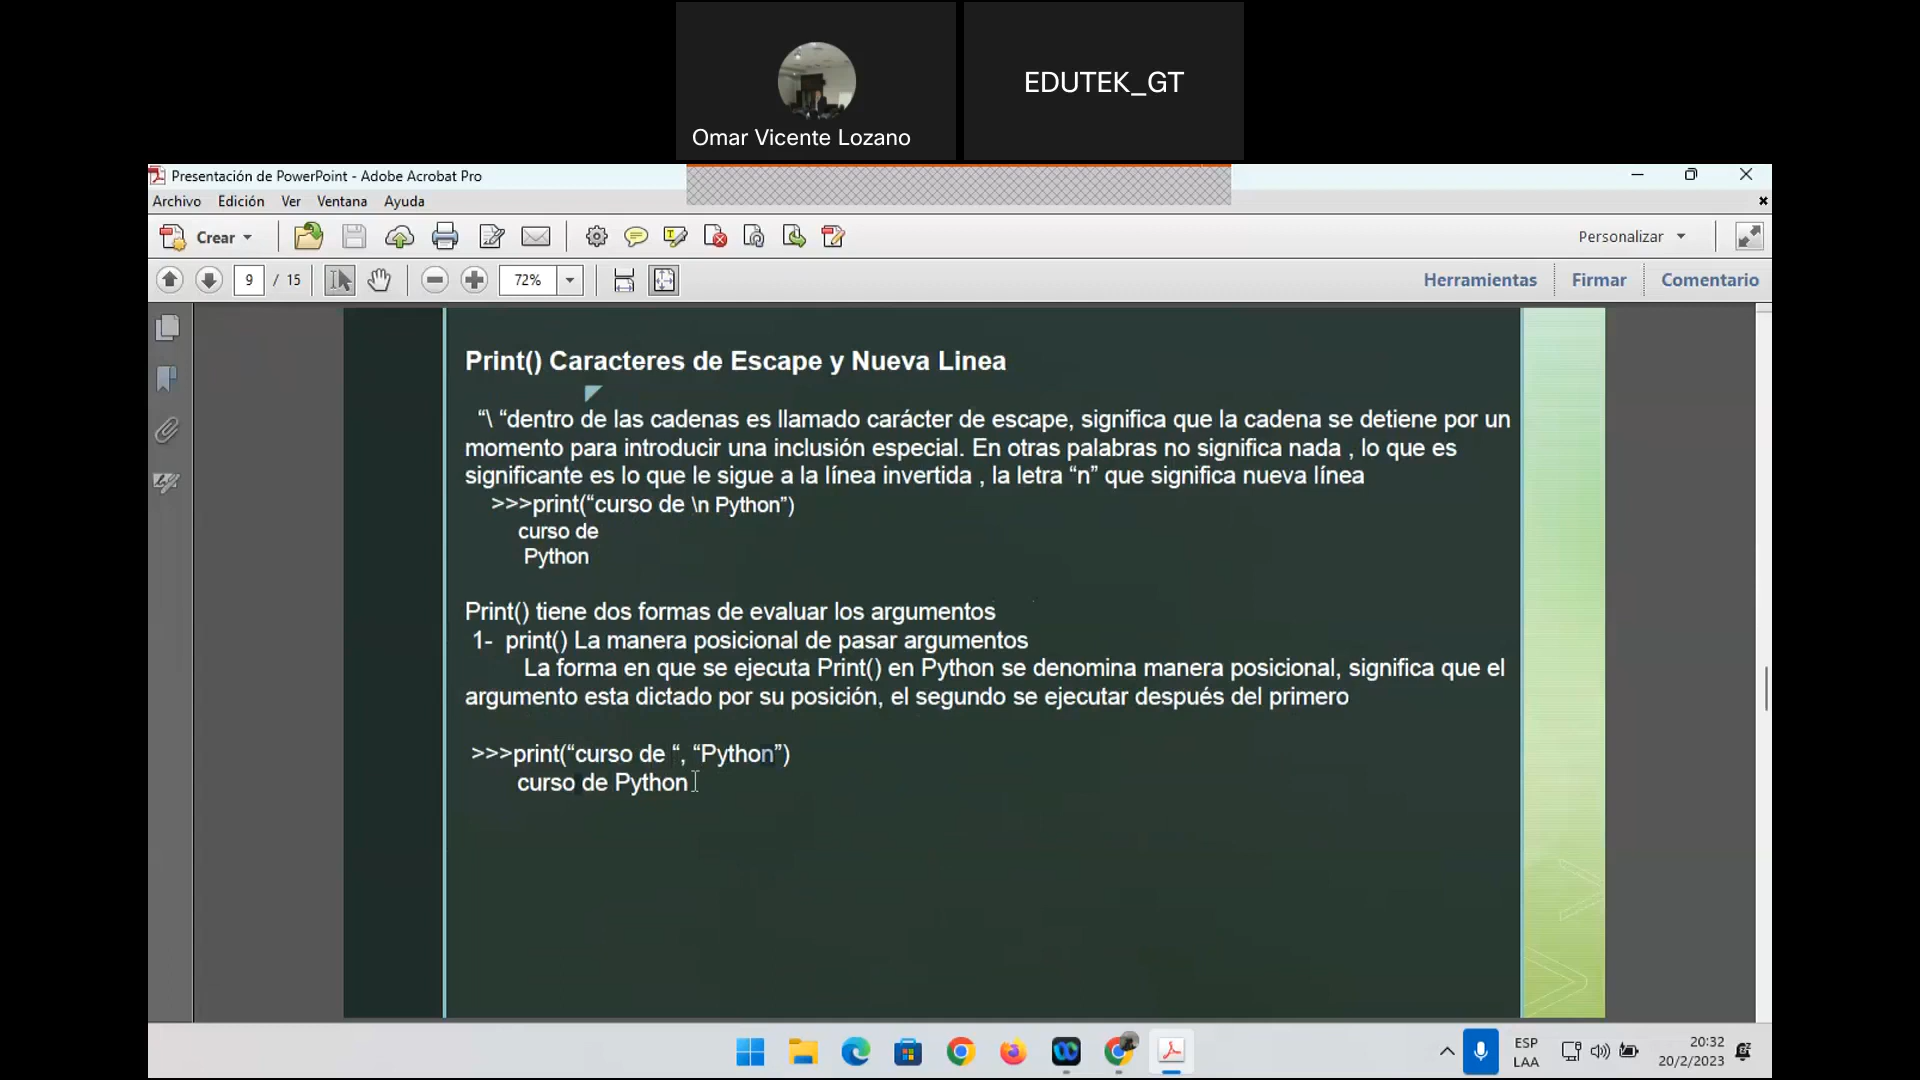 EDUTEK_GT
Omar Vicente Lozano
Presentación de PowerPoint - Adobe Acrobat Pro
Archivo Edición Ver Ventana Ayuda
Crear Personalizar
9 / 15 72% Herramientas Firmar Comentario
Print() Caracteres de Escape y Nueva Linea
“\ “dentro de las cadenas es llamado carácter de escape, significa que la cadena se detiene por un
momento para introducir una inclusión especial. En otras palabras no significa nada , lo que es
significante es lo que le sigue a la línea invertida , la letra “n” que significa nueva línea
>>>print(“curso de \n Python”)
curso de
Python
Print() tiene dos formas de evaluar los argumentos
1- print() La manera posicional de pasar argumentos
La forma en que se ejecuta Print() en Python se denomina manera posicional, significa que el
argumento esta dictado por su posición, el segundo se ejecutar después del primero
>>>print(“curso de “, “Python”)
curso de Python
ESP
LAA
20:32
20/2/2023